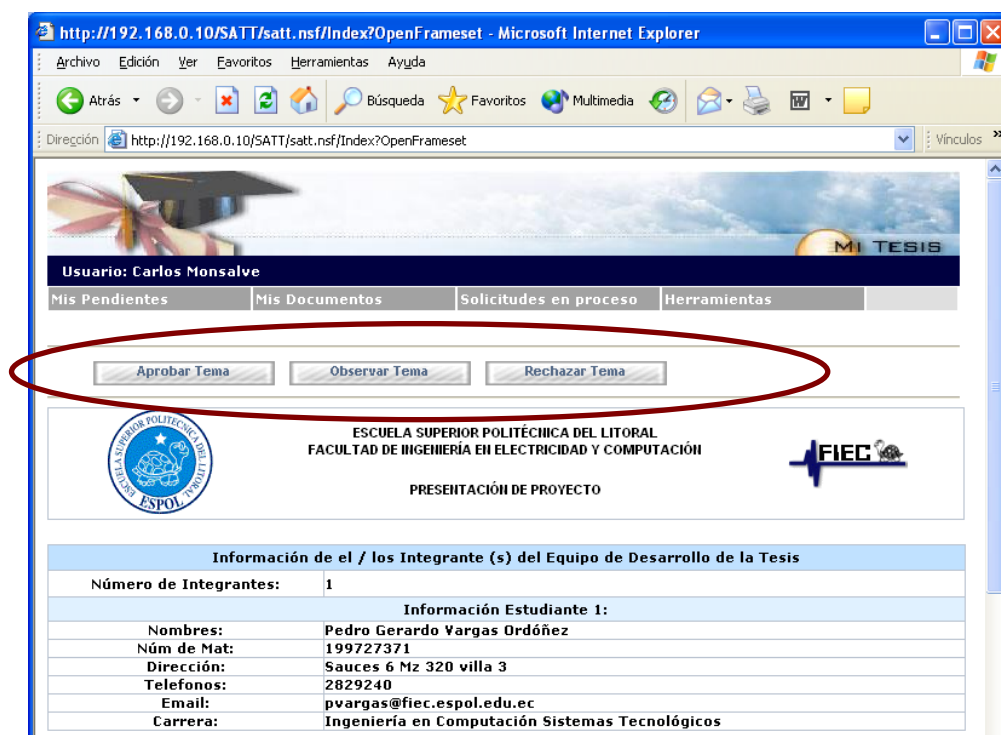 http://192.168.0.10/SATT/satt.nsf/Index?OpenFrameset - Microsoft Internet Explorer
Archivo Edición Ver Favoritos Herramientas Ayuda
Atrás Búsqueda Favoritos Multimedia
Dirección http://192.168.0.10/SATT/satt.nsf/Index?OpenFrameset Vínculos »
MI TESIS
Usuario: Carlos Monsalve
Mis Pendientes Mis Documentos Solicitudes en proceso Herramientas
Aprobar Tema Observar Tema Rechazar Tema
ESCUELA SUPERIOR POLITECNICA DEL LITORAL
ESPOL
ESCUELA SUPERIOR POLITÉCNICA DEL LITORAL
FACULTAD DE INGENIERÍA EN ELECTRICIDAD Y COMPUTACIÓN
PRESENTACIÓN DE PROYECTO
FIEC
Información de el / los Integrante (s) del Equipo de Desarrollo de la Tesis
Número de Integrantes: 1
Información Estudiante 1:
Nombres: Pedro Gerardo Vargas Ordóñez
Núm de Mat: 199727371
Dirección: Sauces 6 Mz 320 villa 3
Telefonos: 2829240
Email: pvargas@fiec.espol.edu.ec
Carrera: Ingeniería en Computación Sistemas Tecnológicos